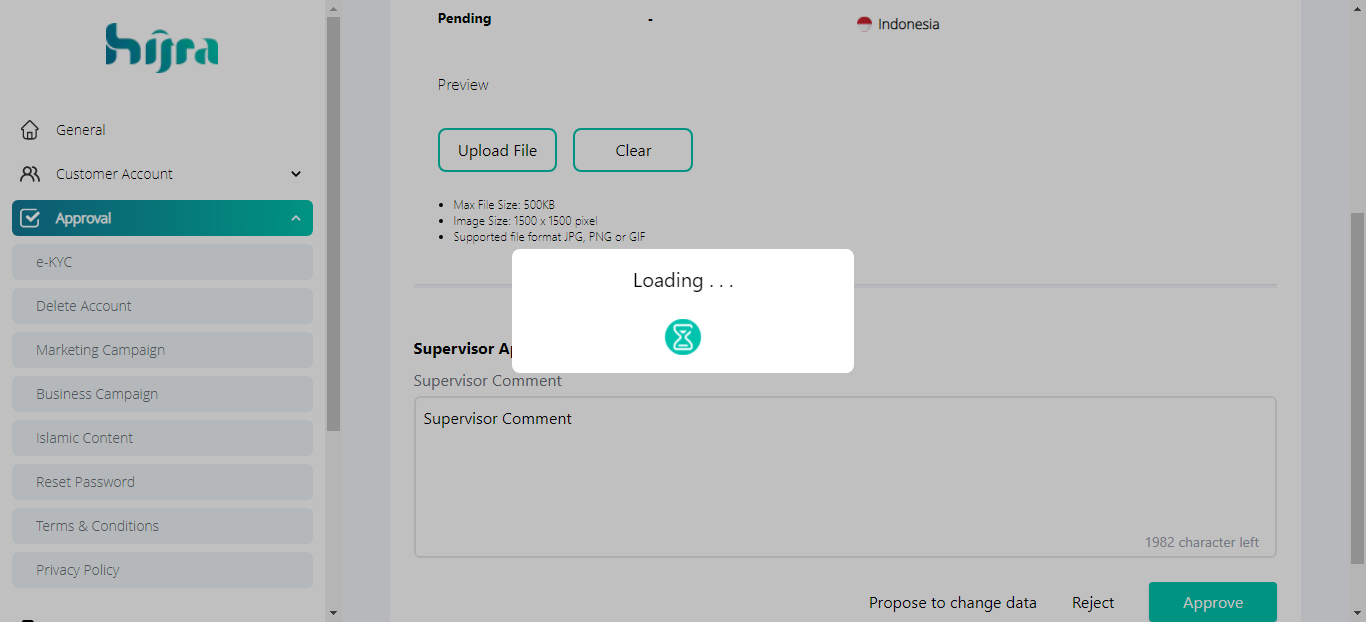 hijra
General
Customer Account
Approval
e-KYC
Delete Account
Marketing Campaign
Business Campaign
Islamic Content
Reset Password
Terms & Conditions
Privacy Policy
Pending - Indonesia
Preview
Upload File Clear
Max File Size: 500KB
Image Size: 1500 x 1500 pixel
Supported file format JPG, PNG or GIF
Loading . . .
Supervisor
Supervisor Comment
Supervisor Comment
1982 character left
Propose to change data Reject Approve